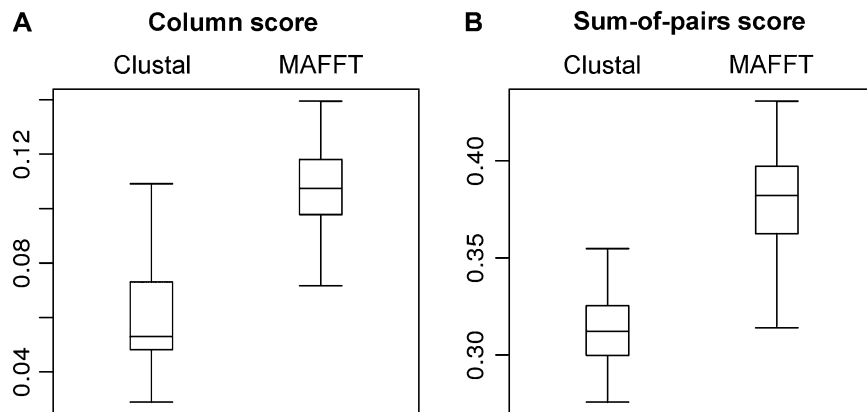 A Column score
Clustal MAFFT
0.12
0.08
0.04
B Sum-of-pairs score
Clustal MAFFT
0.40
0.35
0.30